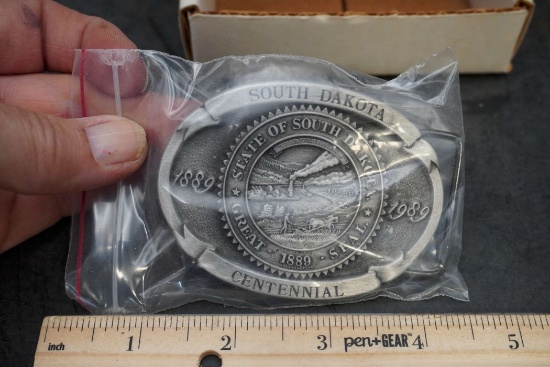 SOUTH DAKOTA
STATE OF SOUTH DAKOTA
1889 1989
GREAT SEAL
1889
CENTENNIAL
inch 1 2 3 pen+GEAR 4 5